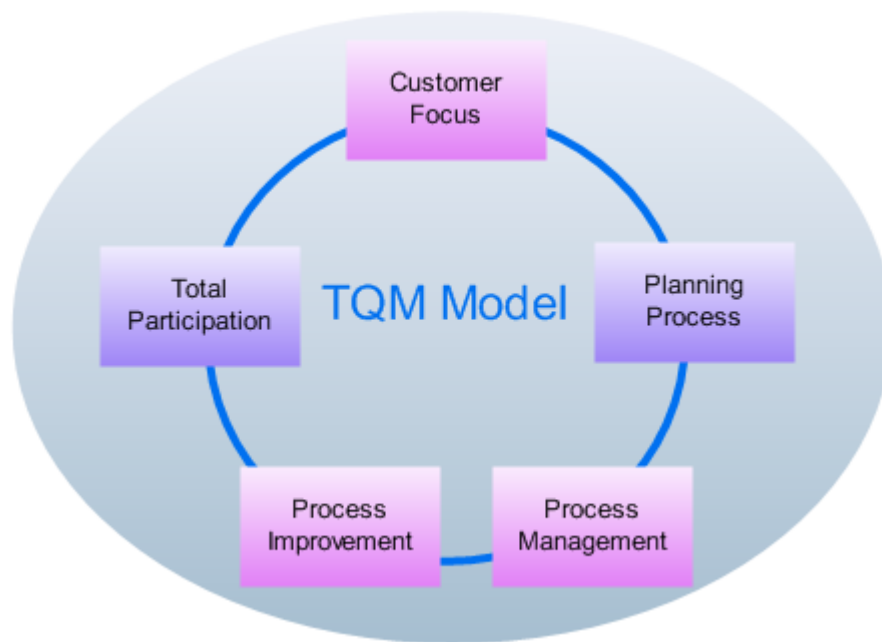 Customer
Focus
Total
Participation
TQM Model
Planning
Process
Process
Improvement
Process
Management